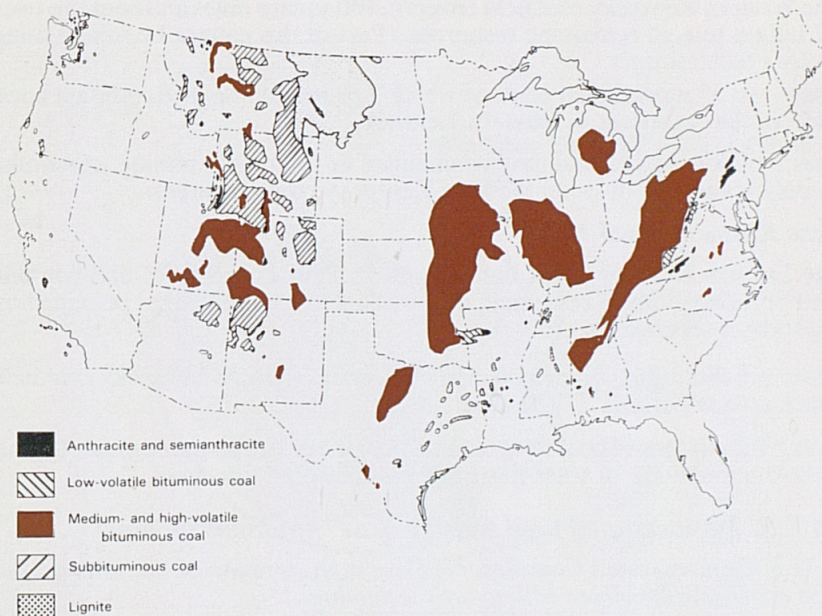 Anthracite and semianthracite
Low-volatile bituminous coal
Medium- and high-volatile
bituminous coal
Subbituminous coal
Lignite